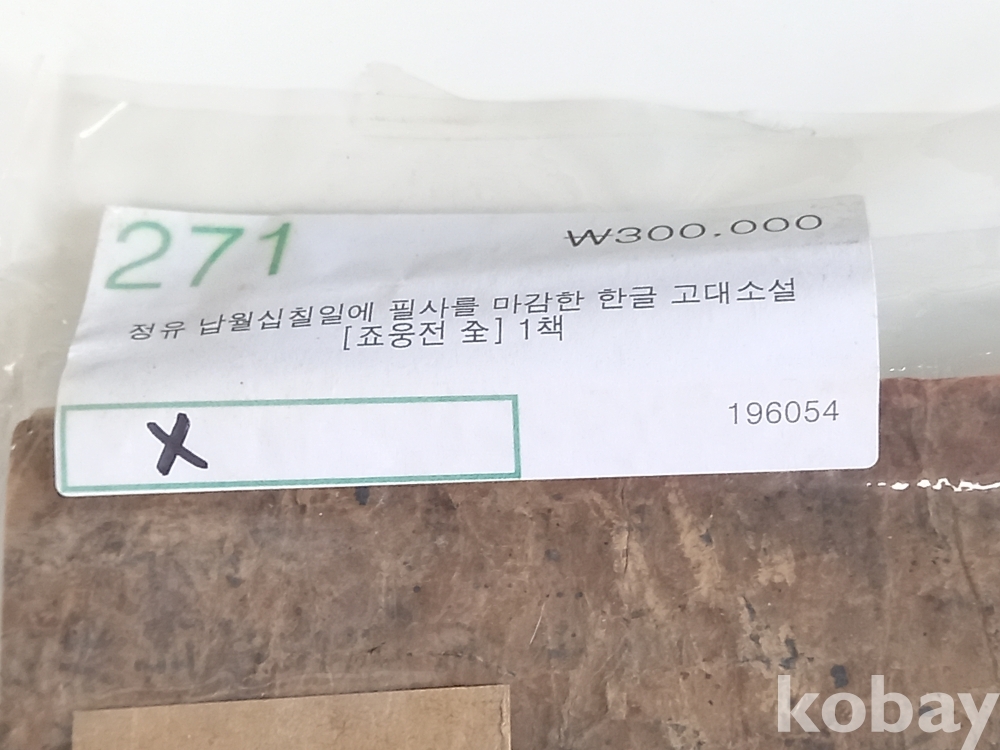 271
₩300.000
정유 납월십칠일에 필사를 마감한 한글 고대소설
[죠웅전 全] 1책
X
196054
kobay